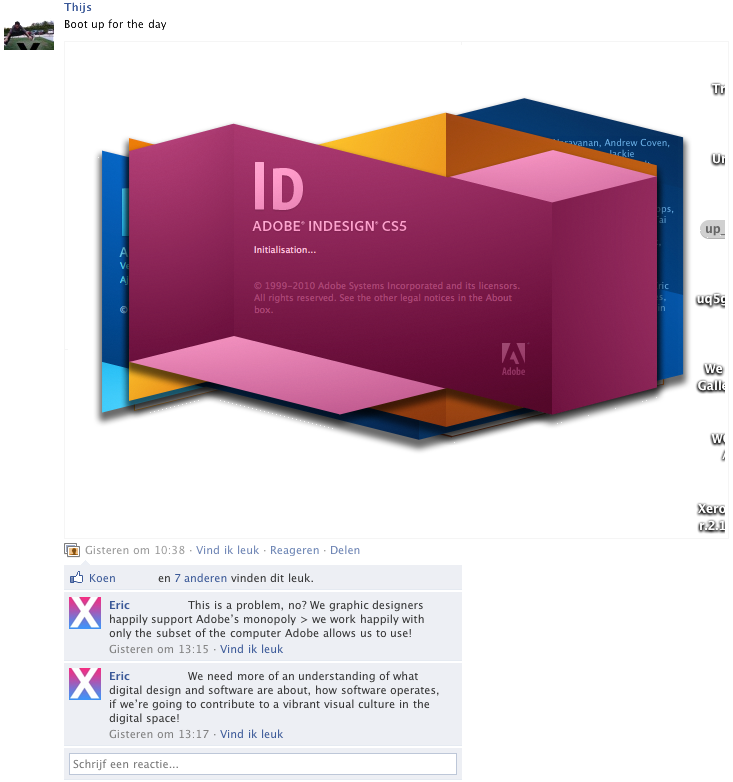 Thijs
Boot up for the day
Tr
Narayanan, Andrew Coven,
Jackie
Ur
ID
ops,
ADOBE® INDESIGN® CS5
up_
A
Initialisation...
Ve
©
© 1999–2010 Adobe Systems Incorporated and its licensors.
All rights reserved. See the other legal notices in the About
box.
uq5g
Adobe
We
Galle
W
Xero
r.2.1
Gisteren om 10:38 · Vind ik leuk · Reageren · Delen
Koen en 7 anderen vinden dit leuk.
Eric This is a problem, no? We graphic designers
happily support Adobe's monopoly > we work happily with
only the subset of the computer Adobe allows us to use!
Gisteren om 13:15 · Vind ik leuk
Eric We need more of an understanding of what
digital design and software are about, how software operates,
if we're going to contribute to a vibrant visual culture in the
digital space!
Gisteren om 13:17 · Vind ik leuk
Schrijf een reactie...